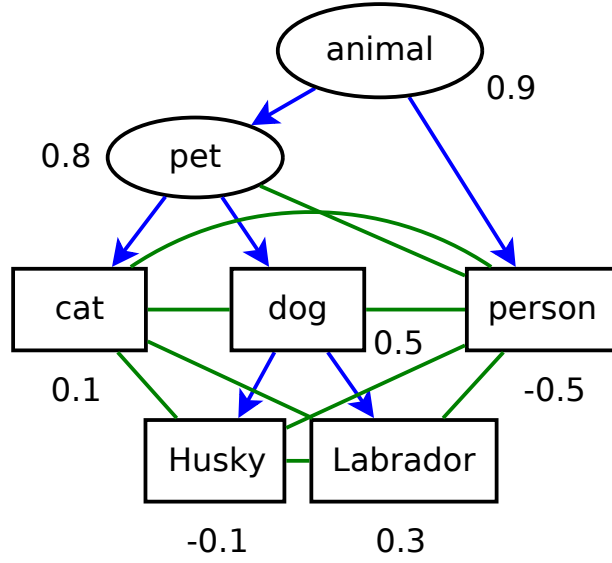 animal
0.9
0.8
pet
cat
dog
person
0.5
0.1
-0.5
Husky
Labrador
-0.1
0.3